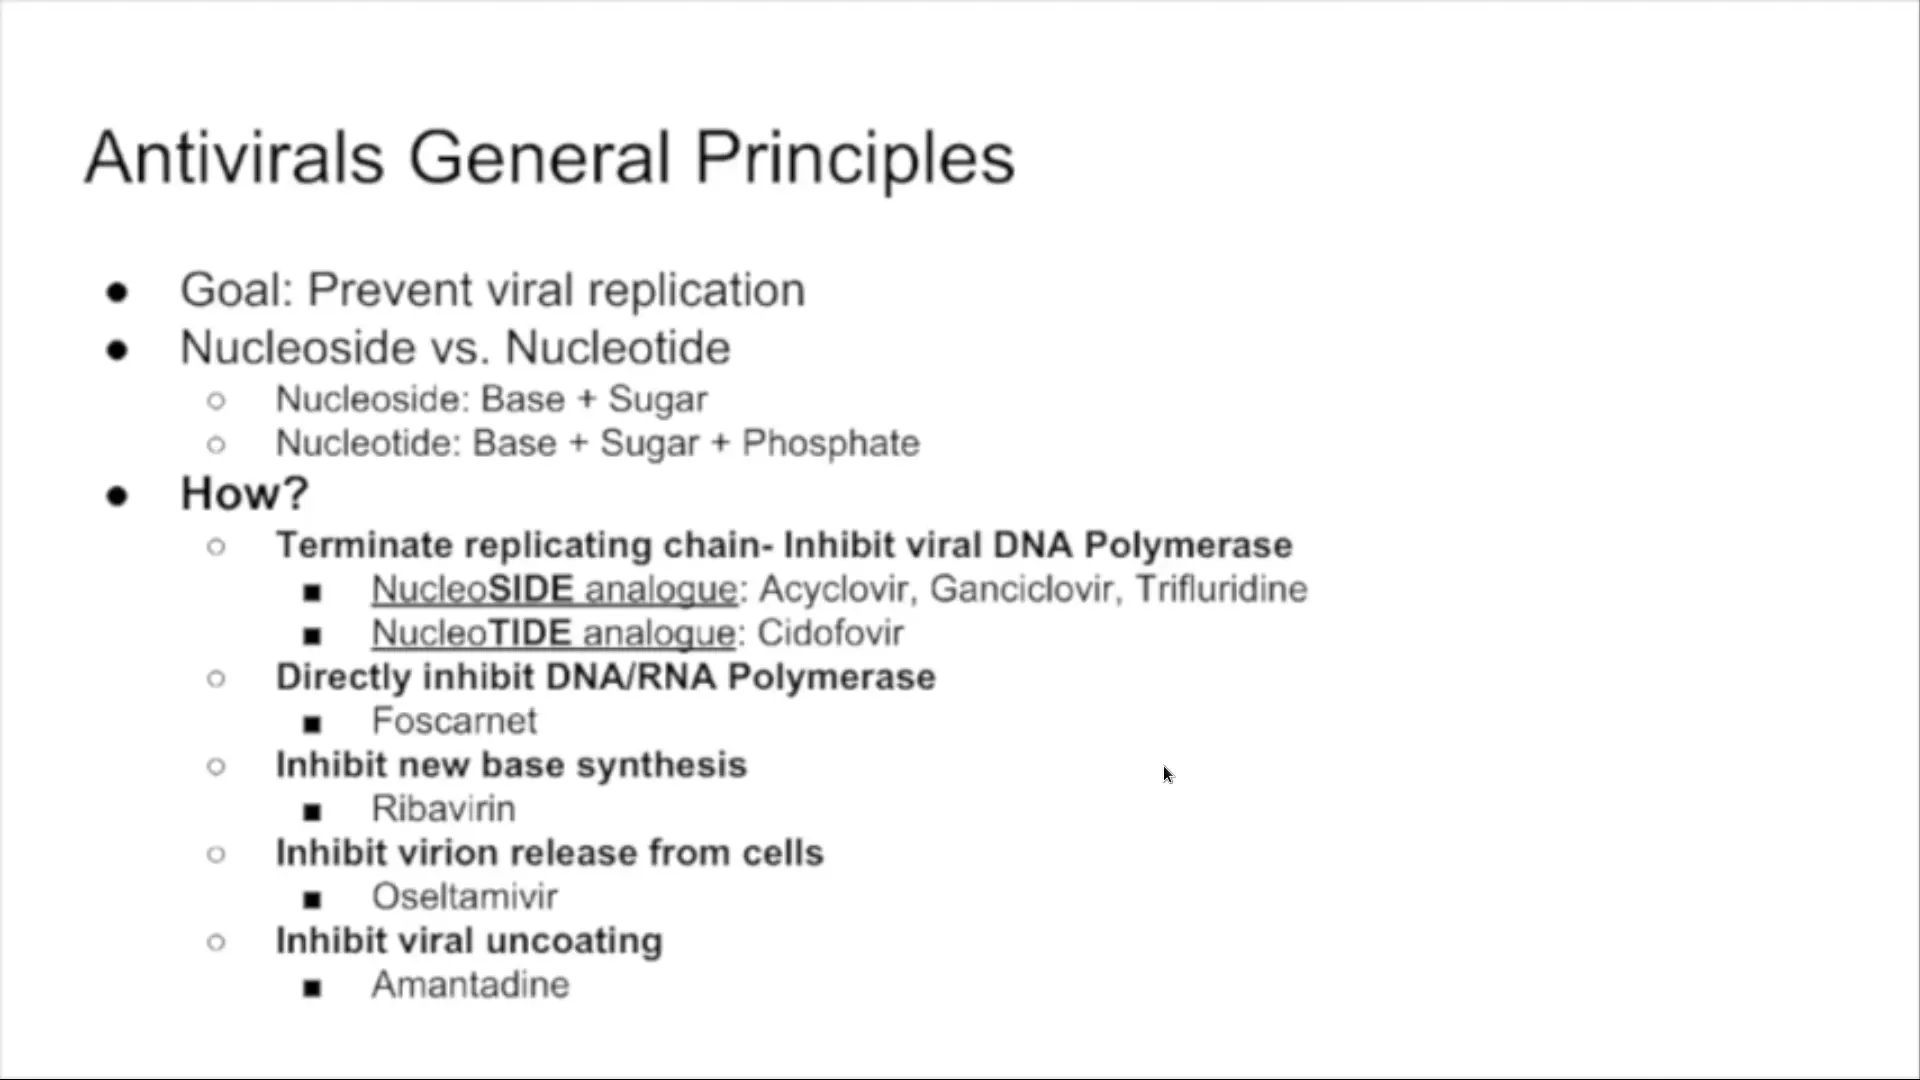 Antivirals General Principles
● Goal: Prevent viral replication
● Nucleoside vs. Nucleotide
○ Nucleoside: Base + Sugar
○ Nucleotide: Base + Sugar + Phosphate
● How?
○ Terminate replicating chain- Inhibit viral DNA Polymerase
■ NucleoSIDE analogue: Acyclovir, Ganciclovir, Trifluridine
■ NucleoTIDE analogue: Cidofovir
○ Directly inhibit DNA/RNA Polymerase
■ Foscarnet
○ Inhibit new base synthesis
■ Ribavirin
○ Inhibit virion release from cells
■ Oseltamivir
○ Inhibit viral uncoating
■ Amantadine